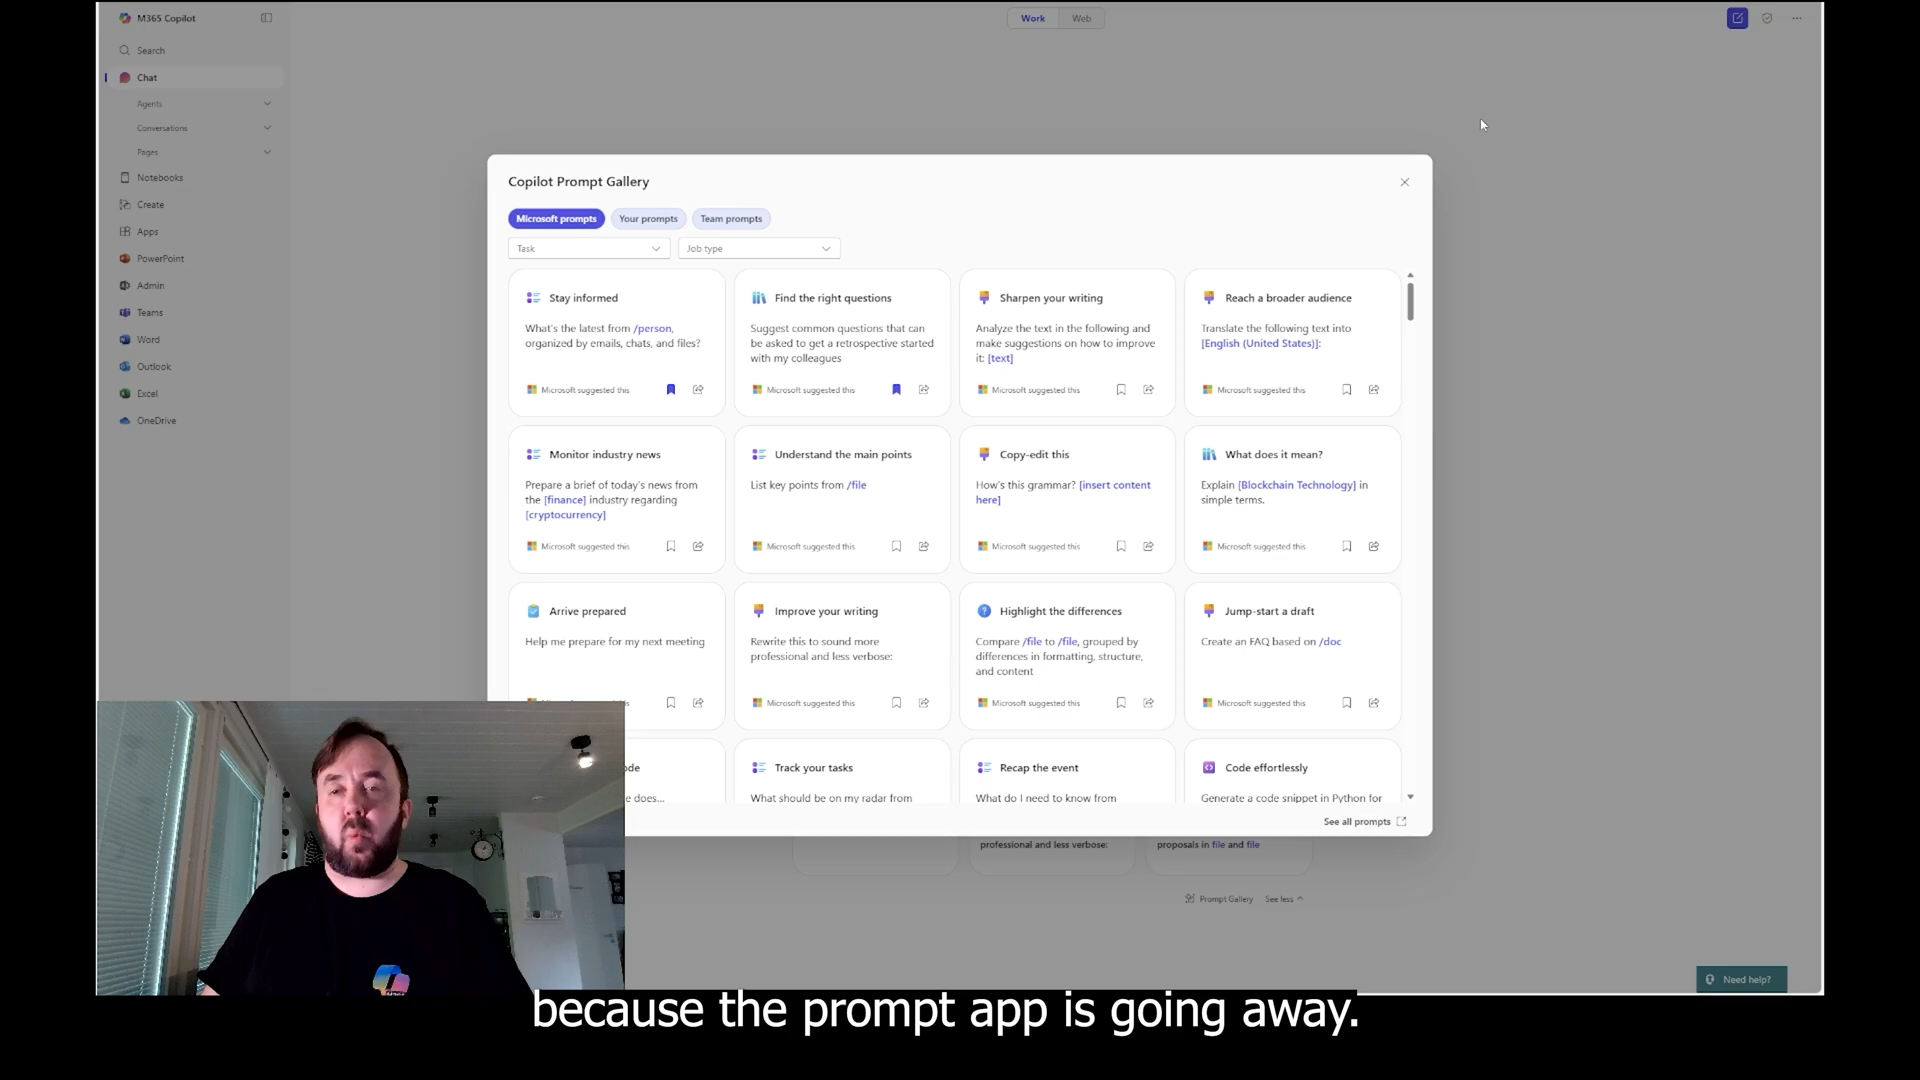 M365 Copilot
Work
Web
Search
Chat
Agents
Conversations
Pages
Notebooks
Create
Apps
PowerPoint
Admin
Teams
Word
Outlook
Excel
OneDrive
Copilot Prompt Gallery
Microsoft prompts
Your prompts
Team prompts
Task
Job type
Stay informed
What's the latest from /person,
organized by emails, chats, and files?
Microsoft suggested this
Find the right questions
Suggest common questions that can
be asked to get a retrospective started
with my colleagues
Microsoft suggested this
Sharpen your writing
Analyze the text in the following and
make suggestions on how to improve
it: [text]
Microsoft suggested this
Reach a broader audience
Translate the following text into
[English (United States)]:
Microsoft suggested this
Monitor industry news
Prepare a brief of today's news from
the [finance] industry regarding
[cryptocurrency]
Microsoft suggested this
Understand the main points
List key points from /file
Microsoft suggested this
Copy-edit this
How's this grammar? [insert content
here]
Microsoft suggested this
What does it mean?
Explain [Blockchain Technology] in
simple terms.
Microsoft suggested this
Arrive prepared
Help me prepare for my next meeting
Improve your writing
Rewrite this to sound more
professional and less verbose:
Microsoft suggested this
Highlight the differences
Compare /file to /file, grouped by
differences in formatting, structure,
and content
Microsoft suggested this
Jump-start a draft
Create an FAQ based on /doc
Microsoft suggested this
does...
Track your tasks
What should be on my radar from
Recap the event
What do I need to know from
Code effortlessly
Generate a code snippet in Python for
See all prompts
professional and less verbose:
proposals in file and file
Prompt Gallery
See less
Need help?
because the prompt app is going away.